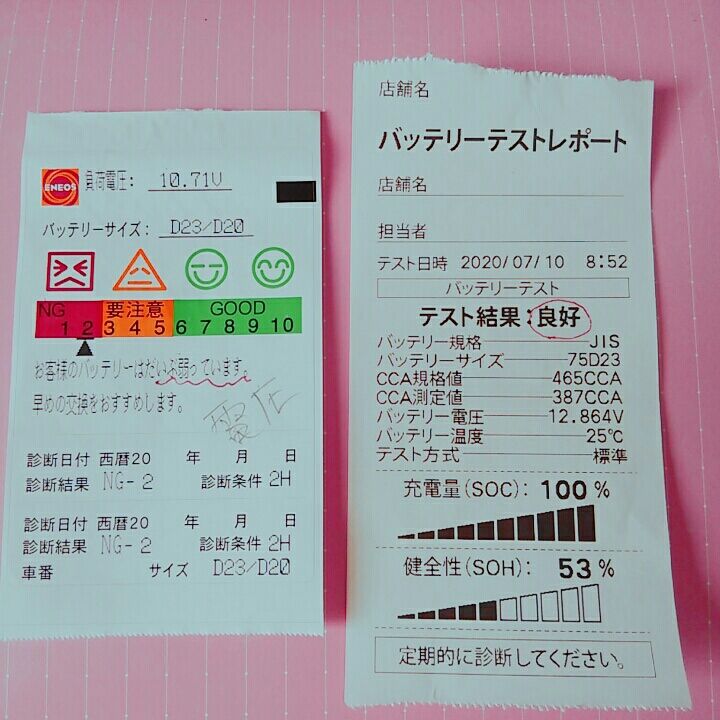 ENEOS 負荷電圧: 10.71V
バッテリーサイズ: D23/D20
NG 要注意 GOOD
1 2 3 4 5 6 7 8 9 10
お客様のバッテリーはだいぶ弱っています。
早めの交換をおすすめします。
電圧
診断日付 西暦20 年 月 日
診断結果 NG-2 診断条件 2H
診断日付 西暦20 年 月 日
診断結果 NG-2 診断条件 2H
車番 サイズ D23/D20
店舗名
バッテリーテストレポート
店舗名
担当者
テスト日時 2020/07/10 8:52
バッテリーテスト
テスト結果:良好
バッテリー規格 JIS
バッテリーサイズ 75D23
CCA規格値 465CCA
CCA測定値 387CCA
バッテリー電圧 12.864V
バッテリー温度 25℃
テスト方式 標準
充電量(SOC): 100 %
健全性(SOH): 53 %
定期的に診断してください。